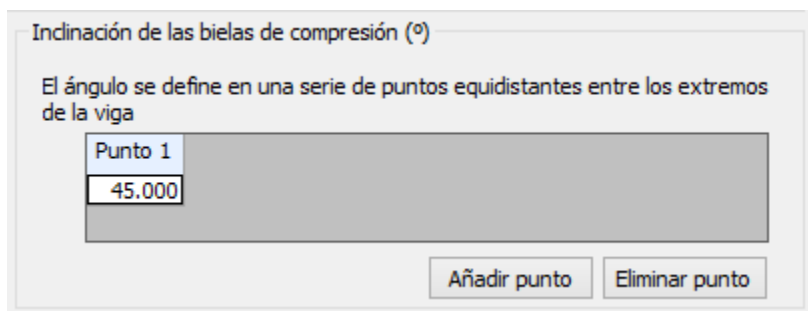 Inclinación de las bielas de compresión (º)
El ángulo se define en una serie de puntos equidistantes entre los extremos
de la viga
Punto 1
45.000
Añadir punto Eliminar punto